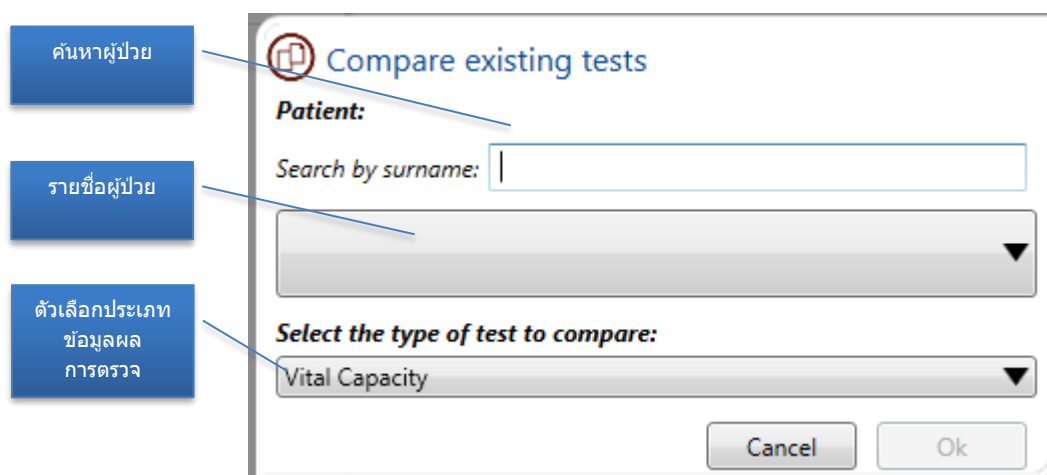 ค้นหาผู้ป่วย
Compare existing tests
Patient:
Search by surname:
รายชื่อผู้ป่วย
ตัวเลือกประเภท
ข้อมูลผล
การตรวจ
Select the type of test to compare:
Vital Capacity
Cancel
Ok